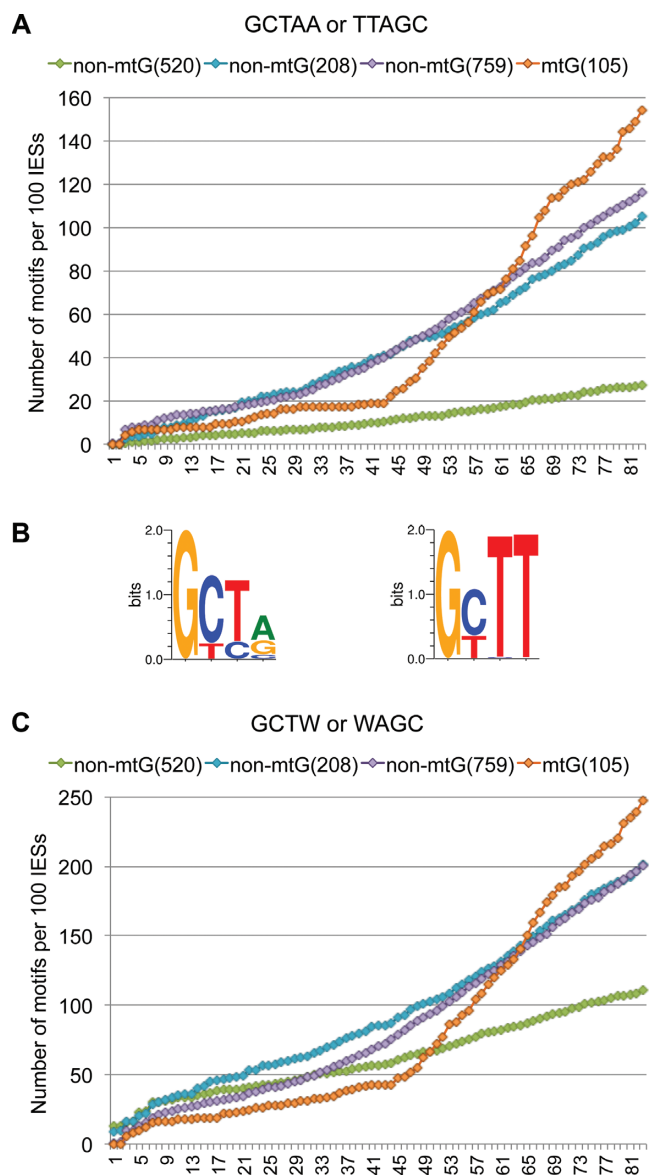 A
GCTAA or TTAGC
non-mtG(520) non-mtG(208) non-mtG(759) mtG(105)
Number of motifs per 100 IESs
160
140
120
100
80
60
40
20
0
1 5 9 13 17 21 25 29 33 37 41 45 49 53 57 61 65 69 73 77 81
B
bits
2.0
1.0
0.0
GCTA
TCG
C
bits
2.0
1.0
0.0
GCTT
T
C
GCTW or WAGC
non-mtG(520) non-mtG(208) non-mtG(759) mtG(105)
Number of motifs per 100 IESs
250
200
150
100
50
0
1 5 9 13 17 21 25 29 33 37 41 45 49 53 57 61 65 69 73 77 81